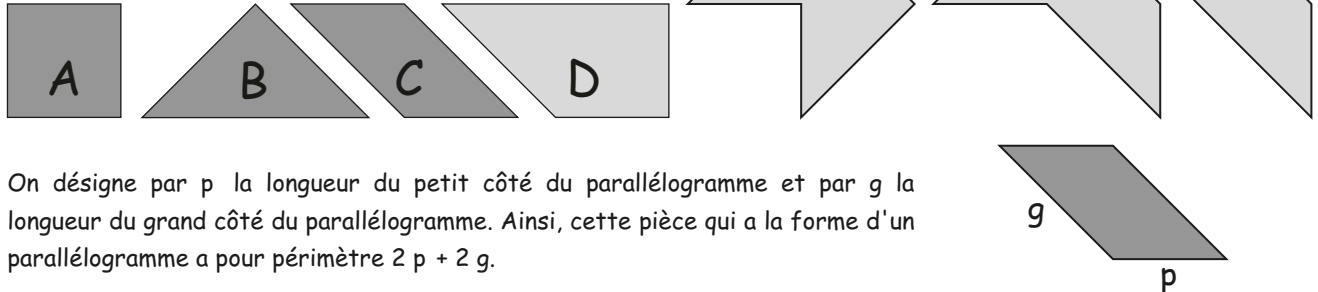 A B C D
On désigne par p la longueur du petit côté du parallélogramme et par g la
longueur du grand côté du parallélogramme. Ainsi, cette pièce qui a la forme d'un
parallélogramme a pour périmètre 2 p + 2 g.
g
p